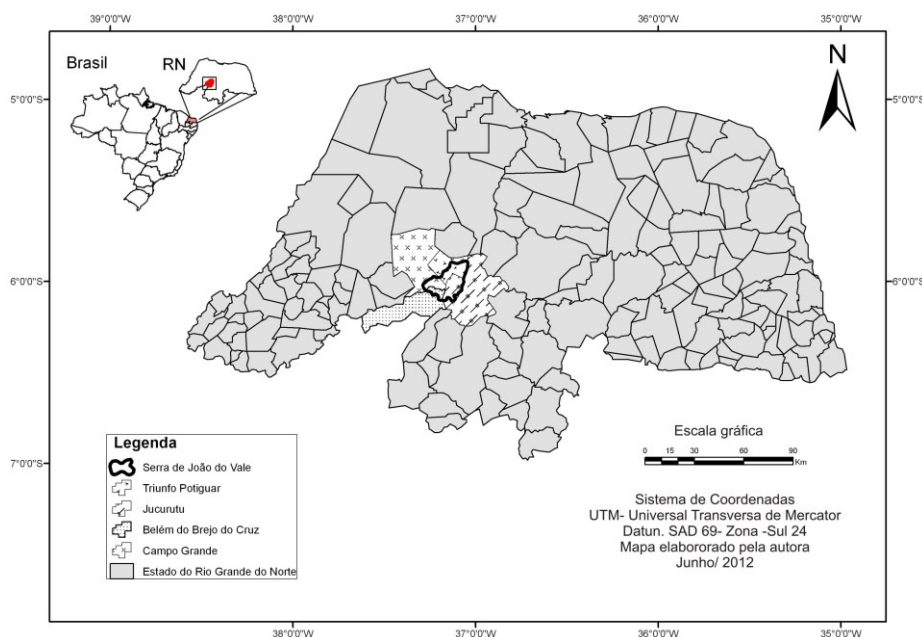 39°0'0"W
38°0'0"W
37°0'0"W
36°0'0"W
35°0'0"W
Brasil
RN
N
5°0'0"S
5°0'0"S
6°0'0"S
6°0'0"S
7°0'0"S
7°0'0"S
Legenda
Serra de João do Vale
Triunfo Potiguar
Jucurutu
Belém do Brejo do Cruz
Campo Grande
Estado do Rio Grande do Norte
Escala gráfica
0 15 30 60 90
Km
Sistema de Coordenadas
UTM- Universal Transversa de Mercator
Datun. SAD 69- Zona -Sul 24
Mapa elabororado pela autora
Junho/ 2012
38°0'0"W
37°0'0"W
36°0'0"W
35°0'0"W